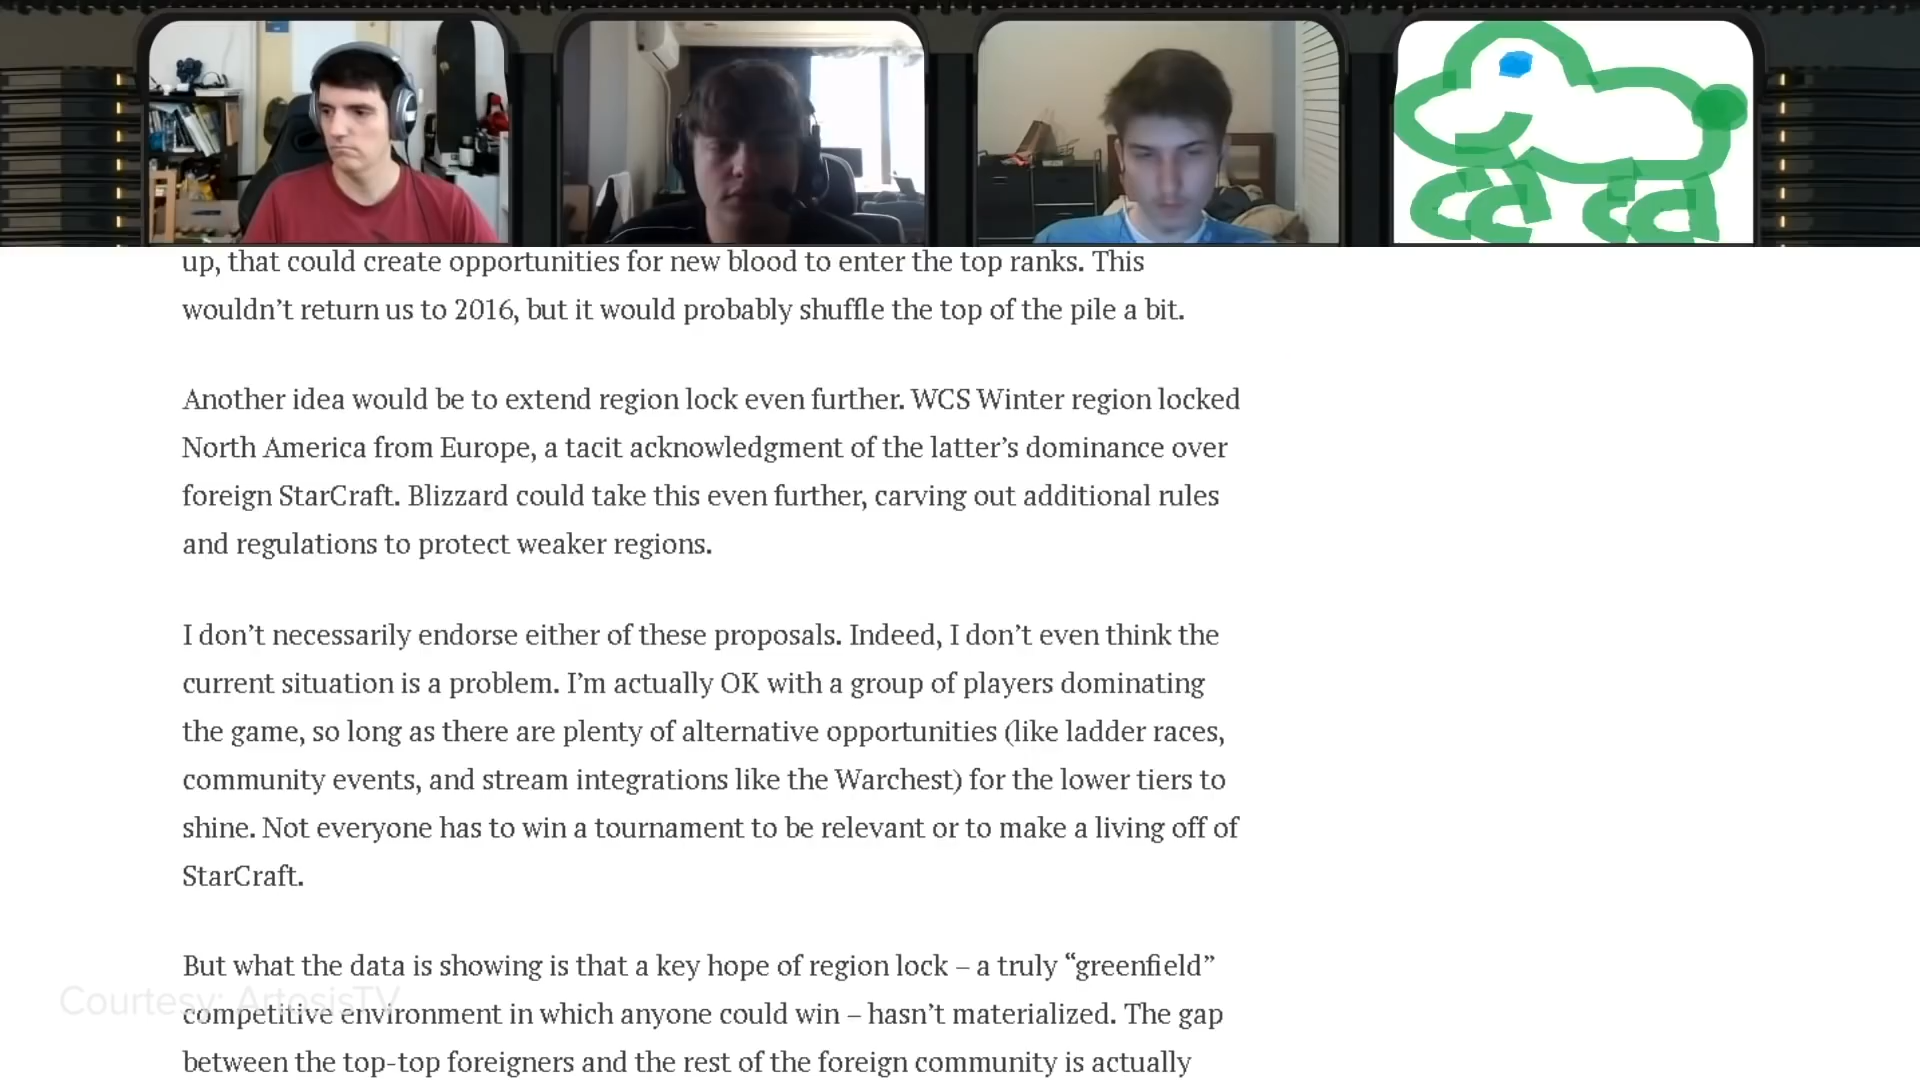 up, that could create opportunities for new blood to enter the top ranks. This
wouldn’t return us to 2016, but it would probably shuffle the top of the pile a bit.
Another idea would be to extend region lock even further. WCS Winter region locked
North America from Europe, a tacit acknowledgment of the latter’s dominance over
foreign StarCraft. Blizzard could take this even further, carving out additional rules
and regulations to protect weaker regions.
I don’t necessarily endorse either of these proposals. Indeed, I don’t even think the
current situation is a problem. I’m actually OK with a group of players dominating
the game, so long as there are plenty of alternative opportunities (like ladder races,
community events, and stream integrations like the Warchest) for the lower tiers to
shine. Not everyone has to win a tournament to be relevant or to make a living off of
StarCraft.
But what the data is showing is that a key hope of region lock – a truly “greenfield”
Courtesy: ArtosisTV
competitive environment in which anyone could win – hasn’t materialized. The gap
between the top-top foreigners and the rest of the foreign community is actually